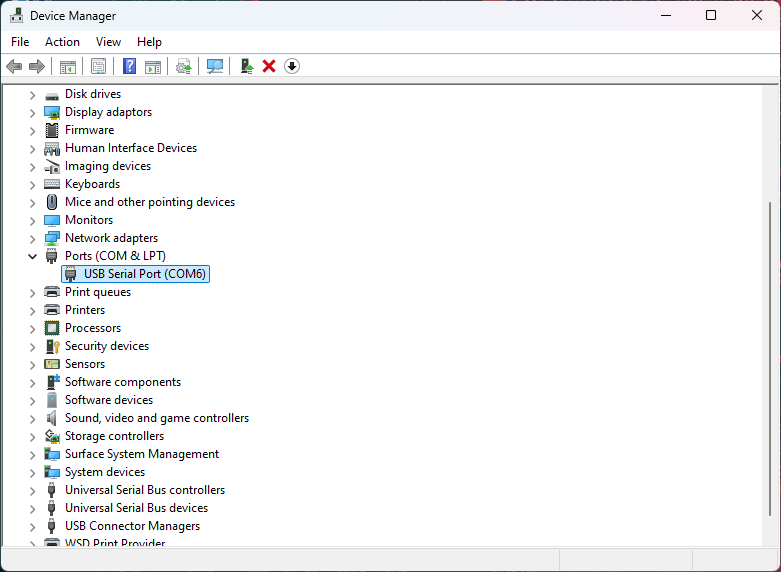 Device Manager
File Action View Help
Disk drives
Display adaptors
Firmware
Human Interface Devices
Imaging devices
Keyboards
Mice and other pointing devices
Monitors
Network adapters
Ports (COM & LPT)
USB Serial Port (COM6)
Print queues
Printers
Processors
Security devices
Sensors
Software components
Software devices
Sound, video and game controllers
Storage controllers
Surface System Management
System devices
Universal Serial Bus controllers
Universal Serial Bus devices
USB Connector Managers
WSD Print Provider